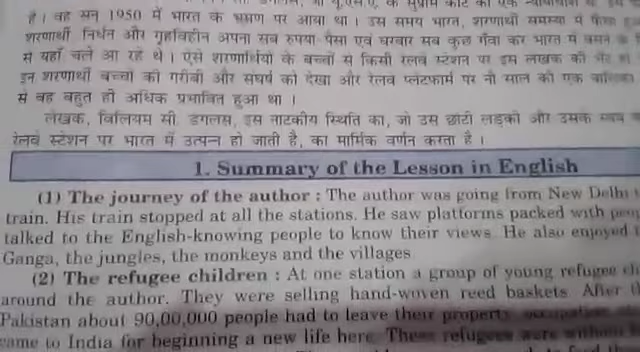 है। वह सन् 1950 में भारत के भ्रमण पर आया था। उस समय भारत, शरणार्थी समस्या में
शरणार्थी निर्धन और गृहविहीन अपना सब रुपया पैसा एवं घरबार सब कुछ गँवा कर भारत में बसने के
से यहाँ चले आ रहे थे। ऐसे शरणार्थियों के बच्चों से किसी रेलवे स्टेशन पर इस लेखक की भेंट
इन शरणार्थी बच्चों की गरीबी और संघर्ष को देखा और रेलवे प्लेटफार्म पर नौ साल की एक बालिका
से वह बहुत ही अधिक प्रभावित हुआ था।
लेखक, विलियम सी. डगलस, इस नाटकीय स्थिति का, जो उस छोटी लड़की और उसके
रेलवे स्टेशन पर भारत में उत्पन्न हो जाती है, का मार्मिक वर्णन करता है।
1. Summary of the Lesson in English
(1) The journey of the author : The author was going from New Delhi
train. His train stopped at all the stations. He saw platforms packed with
talked to the English-knowing people to know their views. He also enjoyed
Ganga, the jungles, the monkeys and the villages
(2) The refugee children : At one station a group of young refugee
around the author. They were selling hand-woven reed baskets. After
Pakistan about 90,00,000 people had to leave their property,
came to India for beginning a new life here. These refugees were without